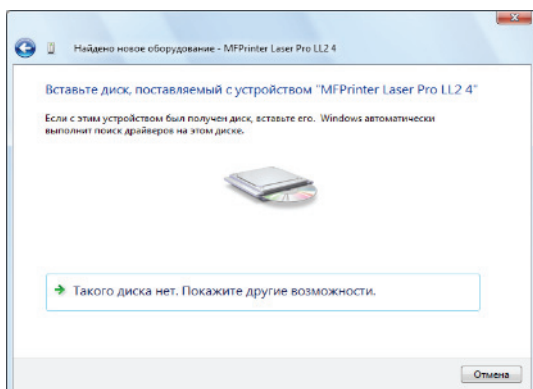 Найдено новое оборудование - MFPrinter Laser Pro LL2 4
Вставьте диск, поставляемый с устройством "MFPrinter Laser Pro LL2 4"
Если с этим устройством был получен диск, вставьте его. Windows автоматически
выполнит поиск драйверов на этом диске.
Такого диска нет. Покажите другие возможности.
Отмена